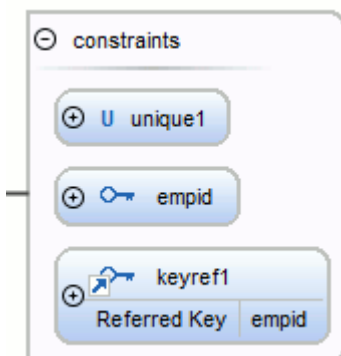 constraints
U unique1
empid
keyref1
Referred Key empid